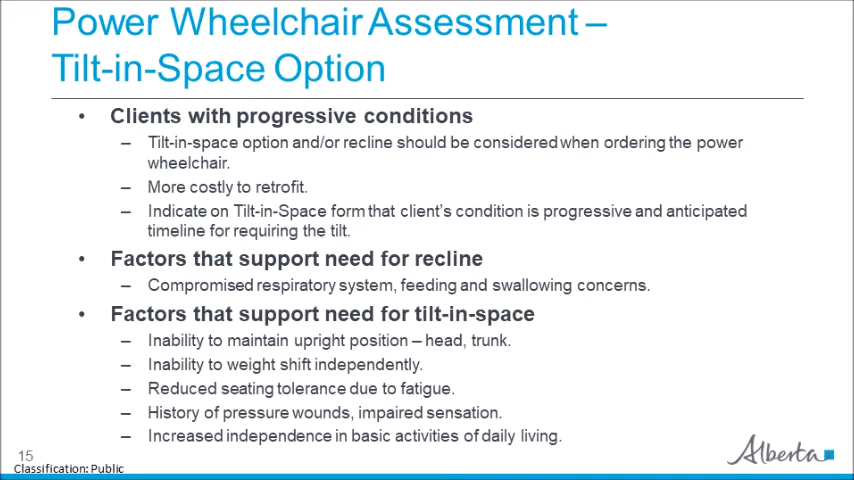 Power Wheelchair Assessment –
Tilt-in-Space Option
• Clients with progressive conditions
– Tilt-in-space option and/or recline should be considered when ordering the power
wheelchair.
– More costly to retrofit.
– Indicate on Tilt-in-Space form that client's condition is progressive and anticipated
timeline for requiring the tilt.
• Factors that support need for recline
– Compromised respiratory system, feeding and swallowing concerns.
• Factors that support need for tilt-in-space
– Inability to maintain upright position – head, trunk.
– Inability to weight shift independently.
– Reduced seating tolerance due to fatigue.
– History of pressure wounds, impaired sensation.
– Increased independence in basic activities of daily living.
15
Classification: Public
Alberta